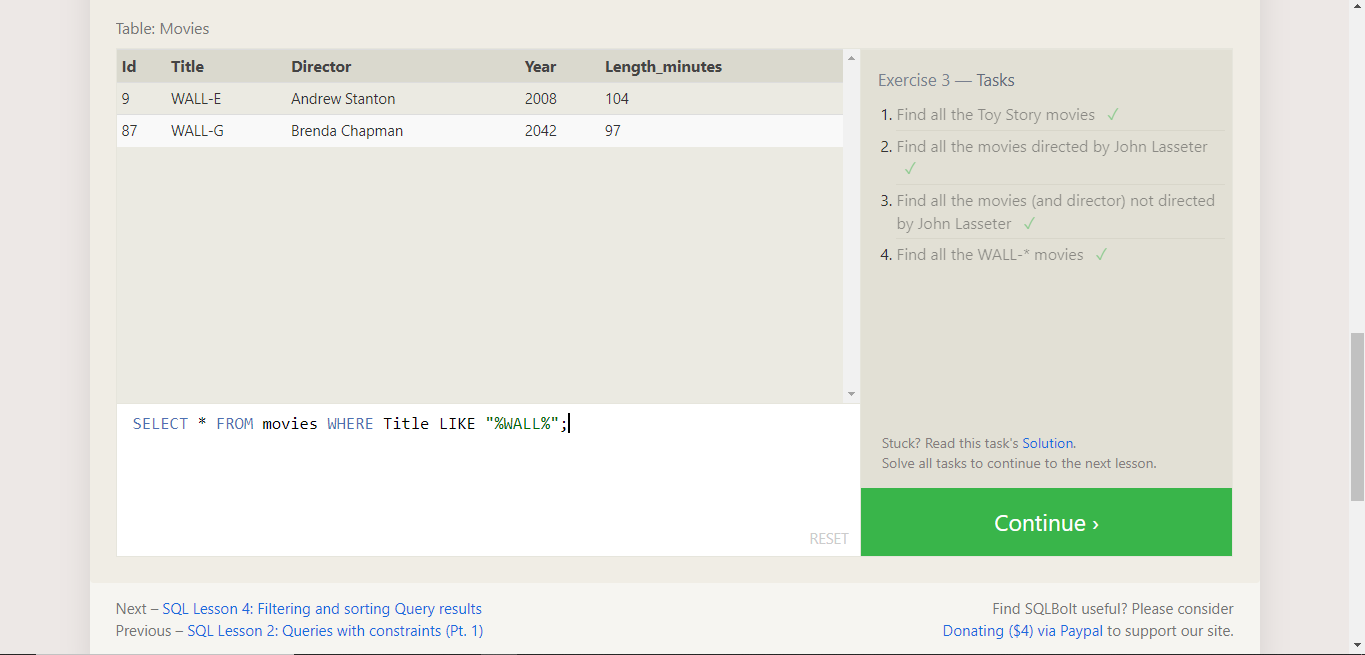 Table: Movies
Id Title Director Year Length_minutes
9 WALL-E Andrew Stanton 2008 104
87 WALL-G Brenda Chapman 2042 97
SELECT * FROM movies WHERE Title LIKE "%WALL%";
RESET
Exercise 3 — Tasks
1. Find all the Toy Story movies ✓
2. Find all the movies directed by John Lasseter
✓
3. Find all the movies (and director) not directed
by John Lasseter ✓
4. Find all the WALL-* movies ✓
Stuck? Read this task's Solution.
Solve all tasks to continue to the next lesson.
Continue ›
Next – SQL Lesson 4: Filtering and sorting Query results
Previous – SQL Lesson 2: Queries with constraints (Pt. 1)
Find SQLBolt useful? Please consider
Donating ($4) via Paypal to support our site.